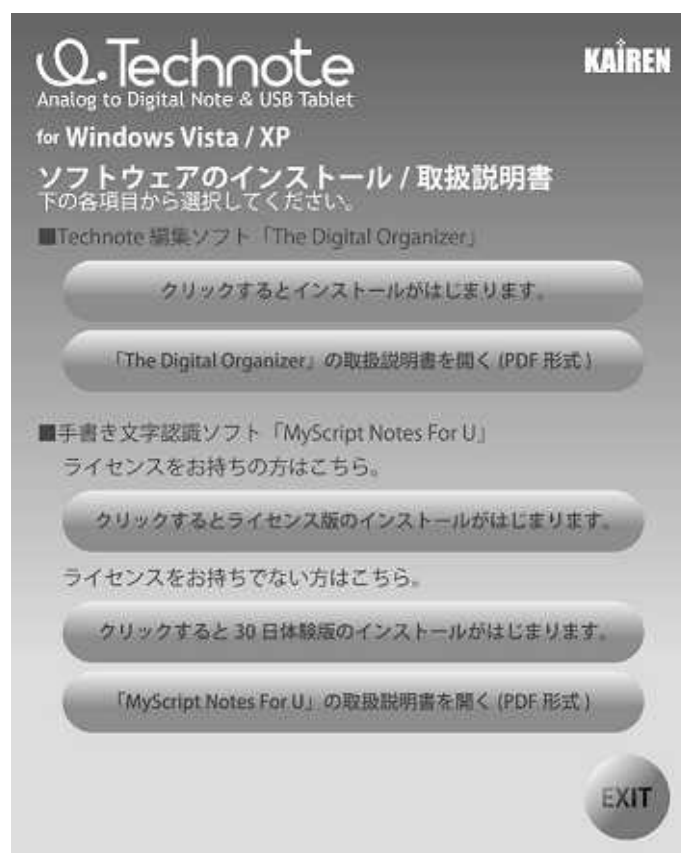 Q.Technote
KAIREN
Analog to Digital Note & USB Tablet
for Windows Vista / XP
ソフトウェアのインストール / 取扱説明書
下の各項目から選択してください。
■Technote 編集ソフト「The Digital Organizer」
クリックするとインストールがはじまります。
「The Digital Organizer」の取扱説明書を開く (PDF 形式 )
■手書き文字認識ソフト「MyScript Notes For U」
ライセンスをお持ちの方はこちら。
クリックするとライセンス版のインストールがはじまります。
ライセンスをお持ちでない方はこちら。
クリックすると 30 日体験版のインストールがはじまります。
「MyScript Notes For U」の取扱説明書を開く (PDF 形式 )
EXIT